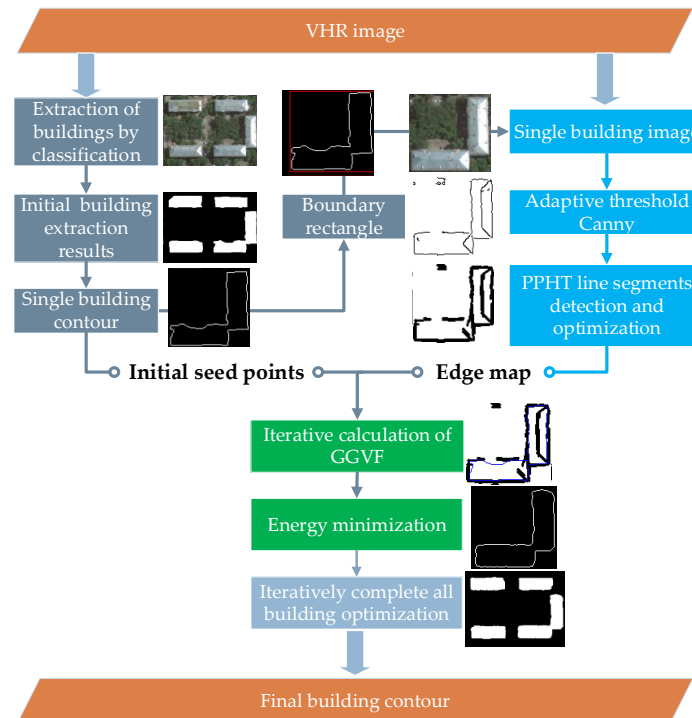 VHR image
Extraction of
buildings by
classification
Initial building
extraction
results
Single building
contour
Boundary
rectangle
Single building image
Adaptive threshold
Canny
PPHT line segments
detection and
optimization
Initial seed points
Edge map
Iterative calculation of
GGVF
Energy minimization
Iteratively complete all
building optimization
Final building contour